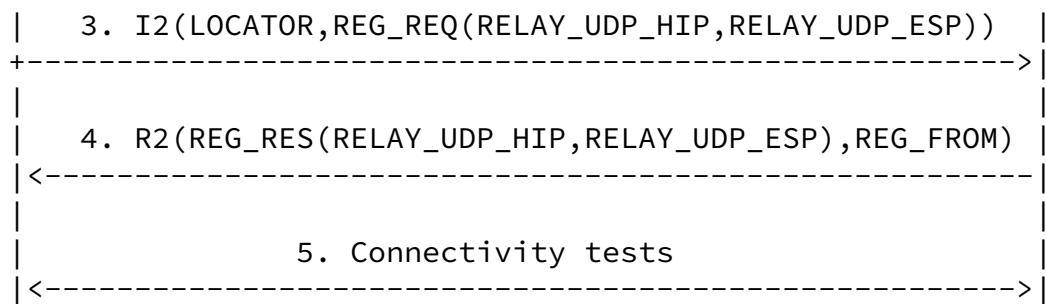 |    3. I2(LOCATOR,REG_REQ(RELAY_UDP_HIP,RELAY_UDP_ESP))  |
+-------------------------------------------------------->|
|                                                         |
|    4. R2(REG_RES(RELAY_UDP_HIP,RELAY_UDP_ESP),REG_FROM) |
|<--------------------------------------------------------|
|                                                         |
|                5. Connectivity tests                    |
|<------------------------------------------------------->|